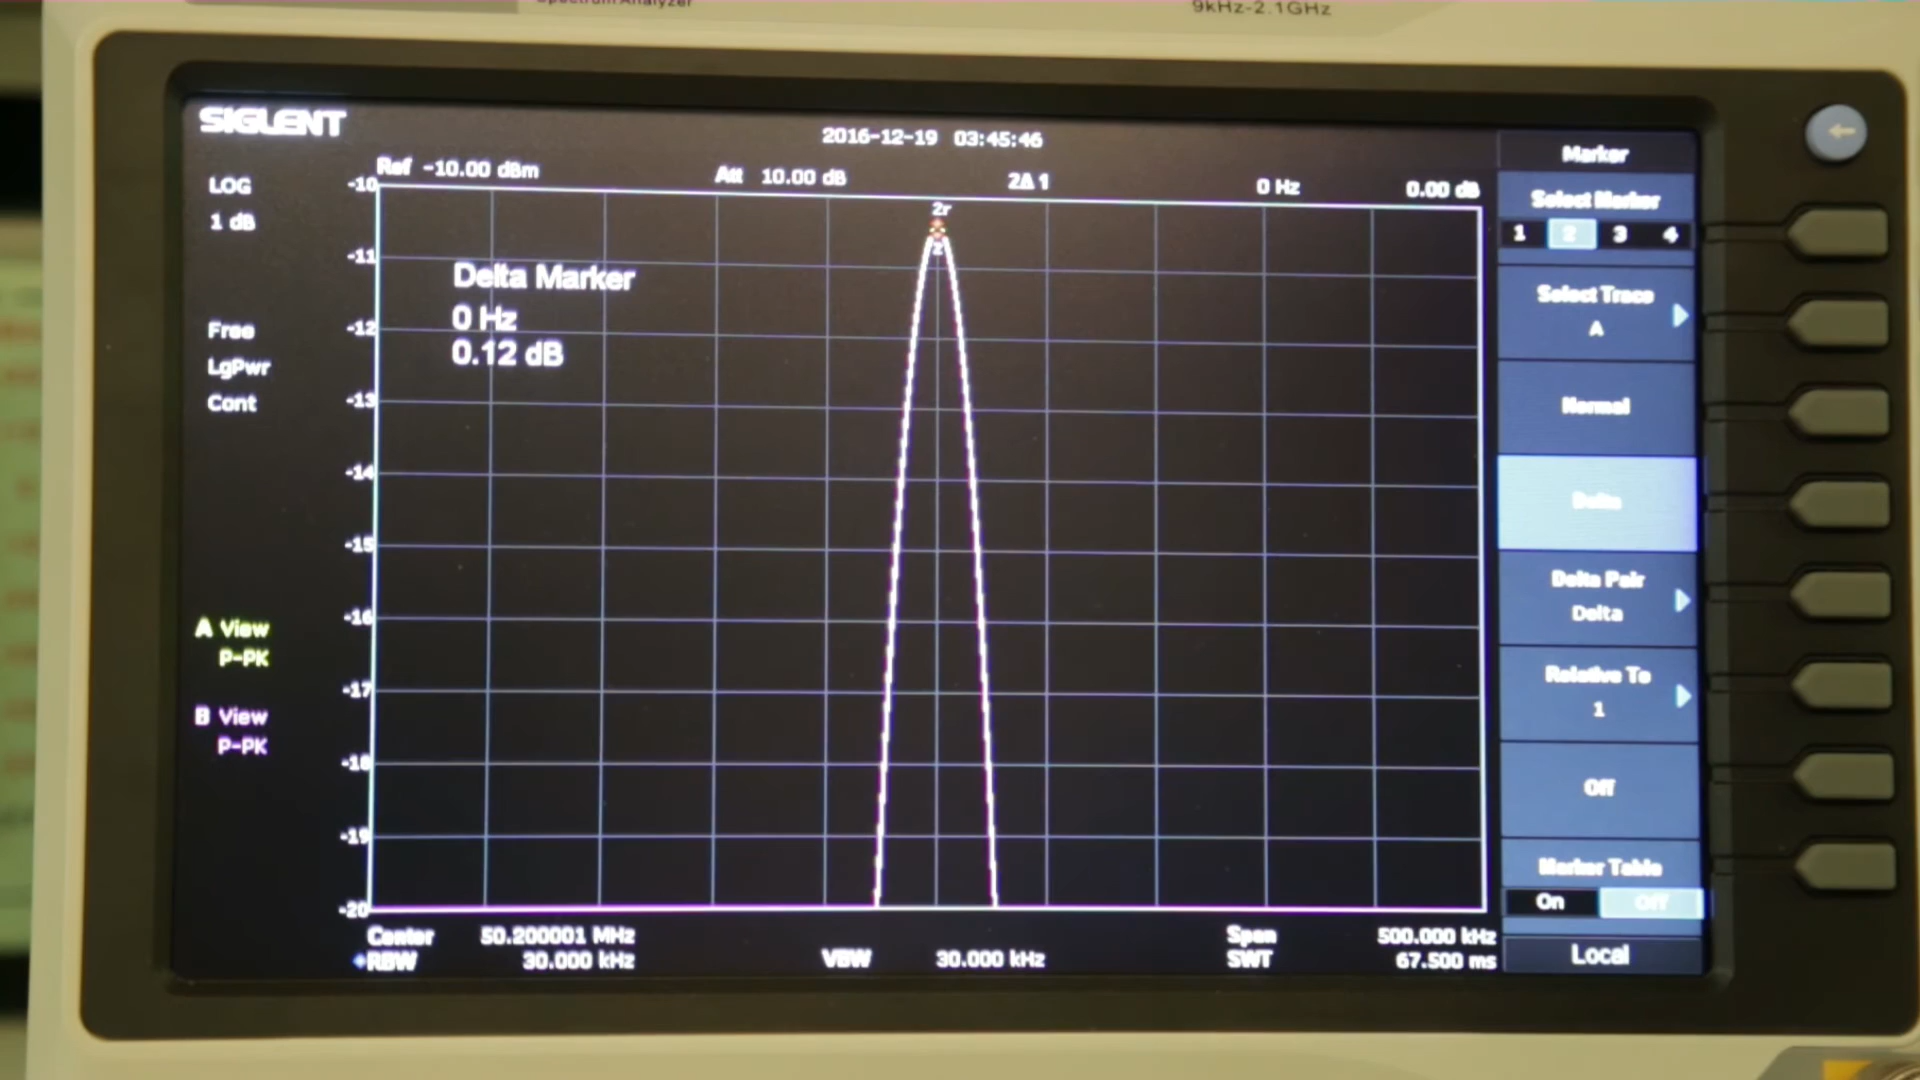 Spectrum Analyzer
9kHz-2.1GHz
SIGLENT
2016-12-19 03:45:46
Ref -10.00 dBm Att 10.00 dB 2Δ1 0 Hz 0.00 dB
LOG
1 dB
Free
LgPwr
Cont
A View
P-PK
B View
P-PK
-10
-11
-12
-13
-14
-15
-16
-17
-18
-19
-20
Delta Marker
0 Hz
0.12 dB
2r
2
Center 50.200001 MHz Span 500.000 kHz
RBW 30.000 kHz VBW 30.000 kHz SWT 67.500 ms
Marker
Select Marker
1 2 3 4
Select Trace
A
Normal
Delta
Delta Pair
Delta
Relative To
1
Off
Marker Table
On Off
Local